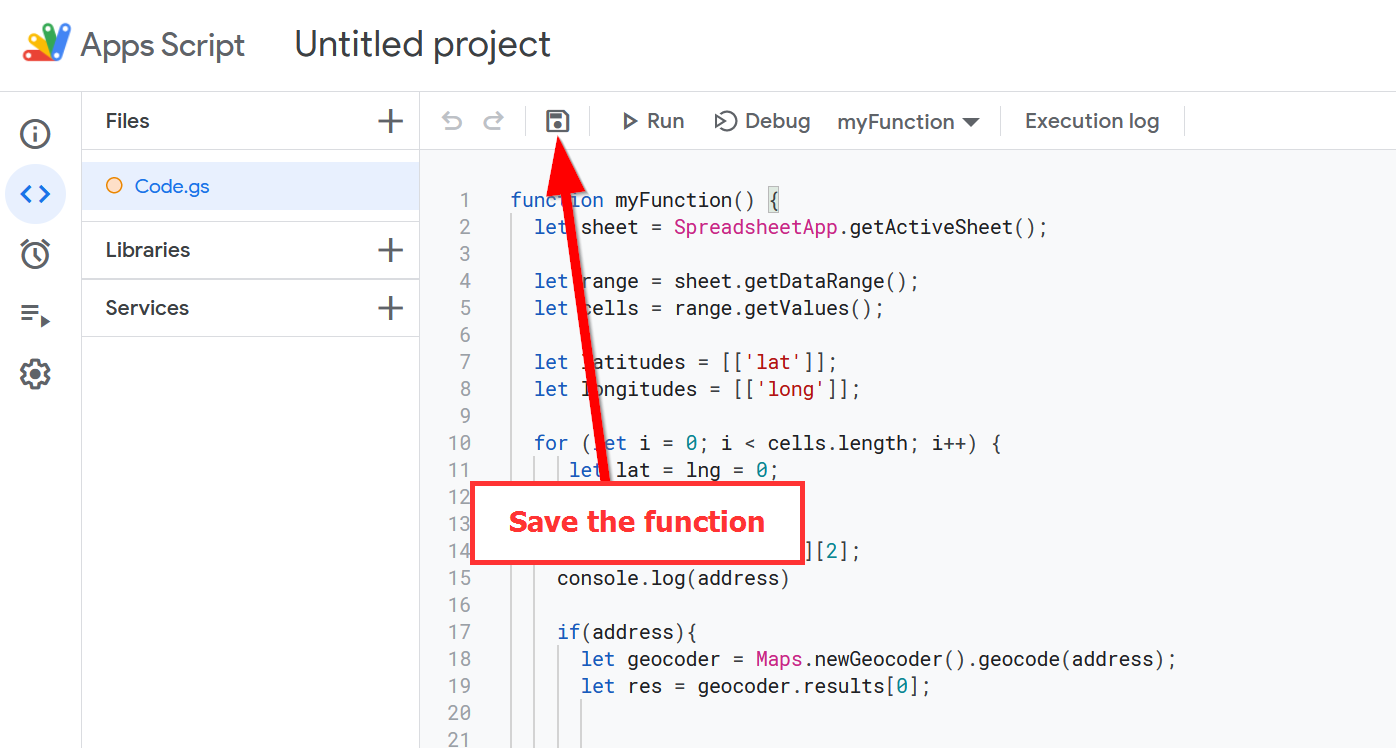 Apps Script Untitled project
Files
Code.gs
Libraries
Services
Run Debug myFunction Execution log
1 function myFunction() {
2 let sheet = SpreadsheetApp.getActiveSheet();
3
4 let range = sheet.getDataRange();
5 let cells = range.getValues();
6
7 let latitudes = [['lat']];
8 let longitudes = [['long']];
9
10 for (let i = 0; i < cells.length; i++) {
11 let lat = lng = 0;
12
13
14 ][2];
15 console.log(address)
16
17 if(address){
18 let geocoder = Maps.newGeocoder().geocode(address);
19 let res = geocoder.results[0];
20
21
Save the function